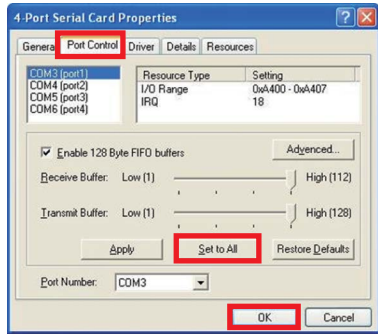 4-Port Serial Card Properties
General Port Control Driver Details Resources
COM3 (port1)
COM4 (port2)
COM5 (port3)
COM6 (port4)
Resource Type Setting
I/O Range 0xA400 - 0xA407
IRQ 18
Enable 128 Byte FIFO buffers
Advenced...
Receive Buffer: Low (1) High (112)
Transmit Buffer: Low (1) High (128)
Apply Set to All Restore Defaults
Port Number: COM3
OK Cancel